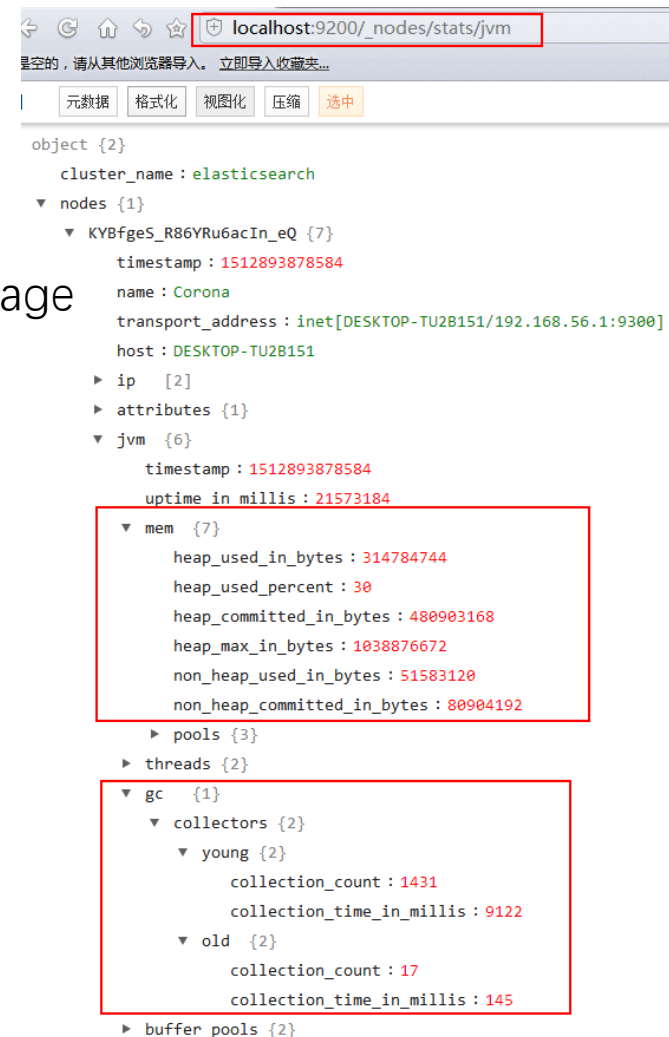 localhost:9200/_nodes/stats/jvm
是空的，请从其他浏览器导入。 立即导入收藏夹...
元数据 格式化 视图化 压缩 选中
object {2}
cluster_name : elasticsearch
▼ nodes {1}
▼ KYBfgeS_R86YRu6acIn_eQ {7}
timestamp : 1512893878584
age
name : Corona
transport_address : inet[DESKTOP-TU2B151/192.168.56.1:9300]
host : DESKTOP-TU2B151
▶ ip [2]
▶ attributes {1}
▼ jvm {6}
timestamp : 1512893878584
uptime_in_millis : 21573184
▼ mem {7}
heap_used_in_bytes : 314784744
heap_used_percent : 30
heap_committed_in_bytes : 480903168
heap_max_in_bytes : 1038876672
non_heap_used_in_bytes : 51583120
non_heap_committed_in_bytes : 80904192
▶ pools {3}
▶ threads {2}
▼ gc {1}
▼ collectors {2}
▼ young {2}
collection_count : 1431
collection_time_in_millis : 9122
▼ old {2}
collection_count : 17
collection_time_in_millis : 145
▶ buffer_pools {2}